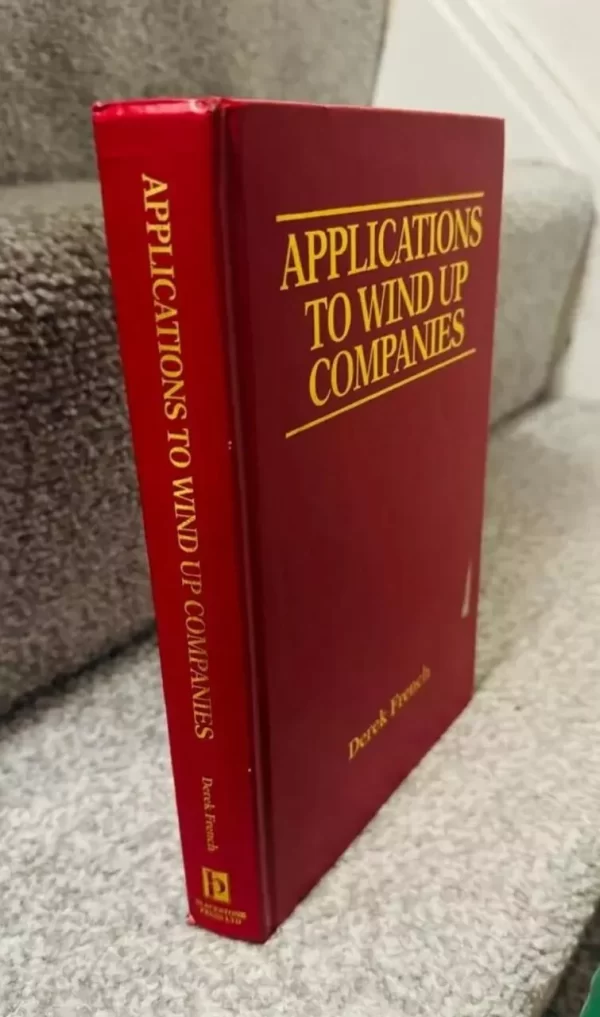 APPLICATIONS
TO WIND UP
COMPANIES
Derek French
APPLICATIONS TO WIND UP COMPANIES
Derek French
b
BLACKSTONE
PRESS LTD